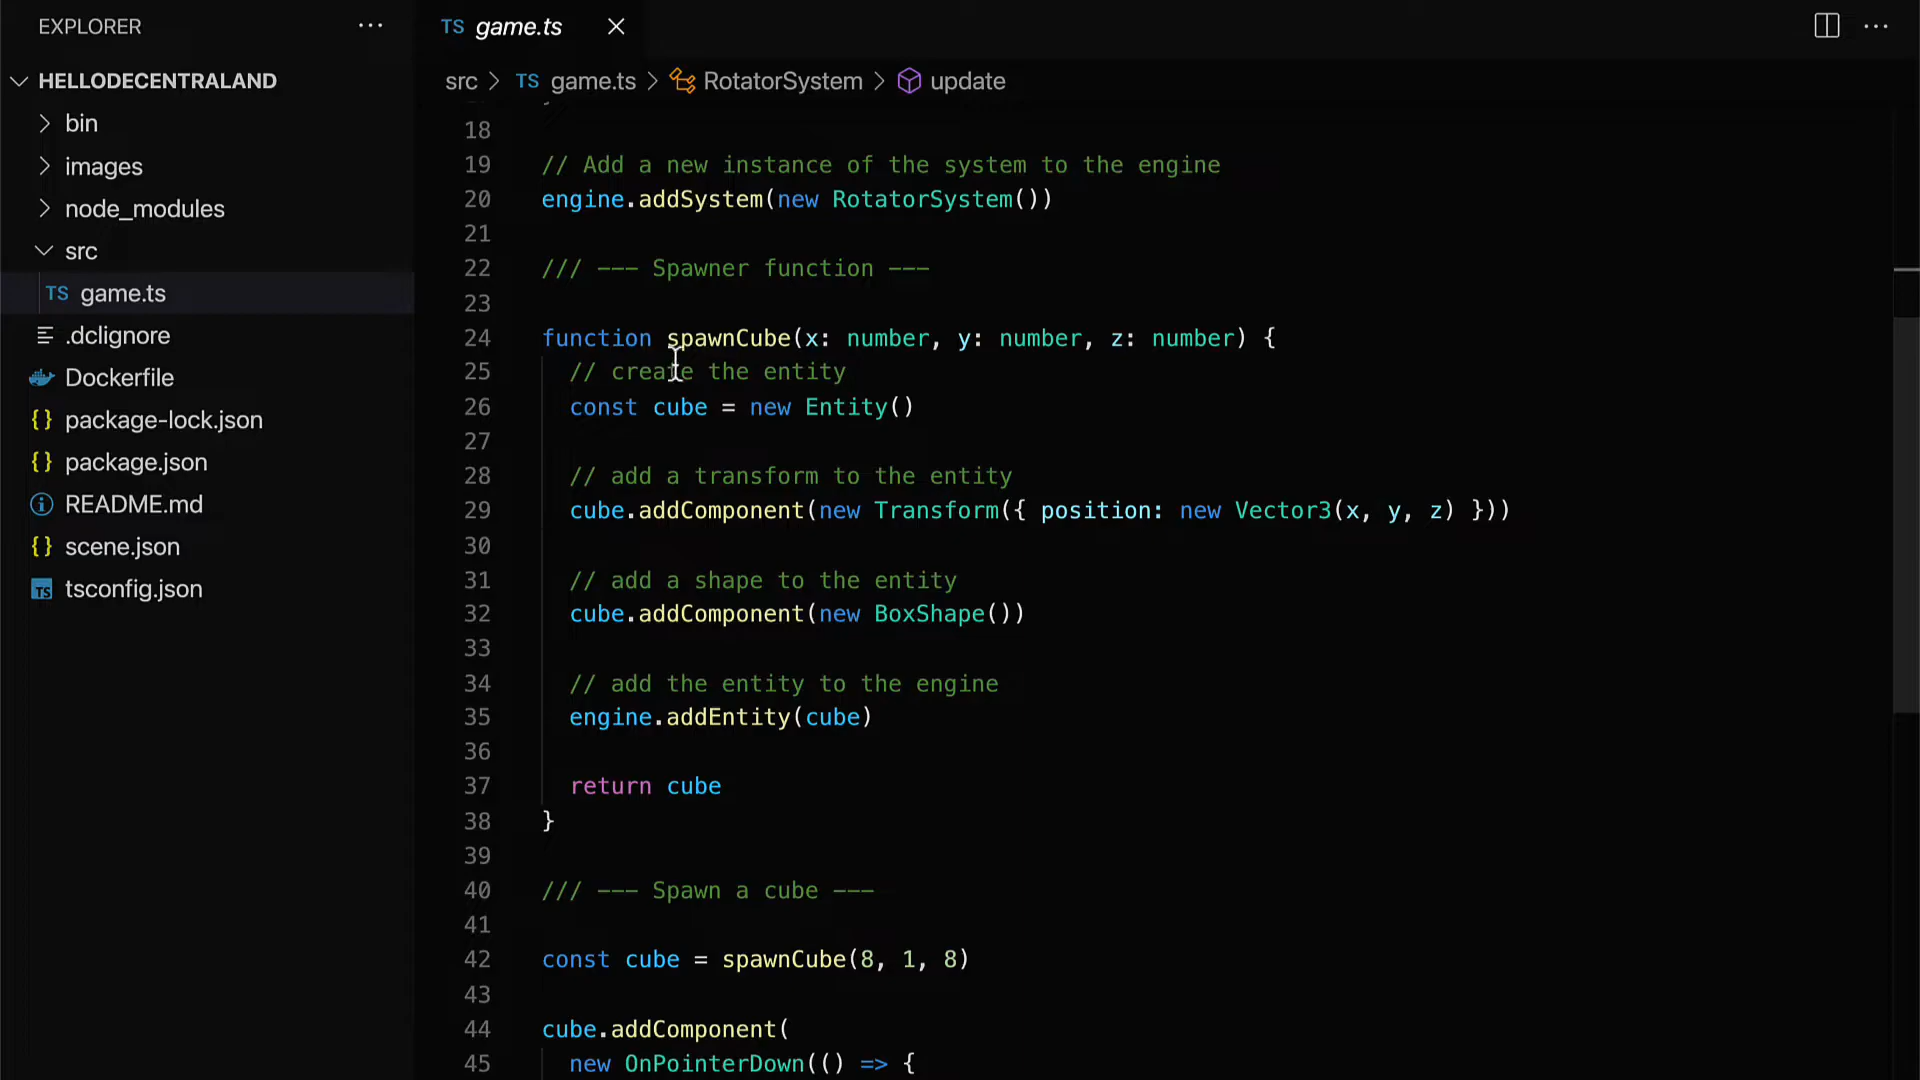 EXPLORER
HELLODECENTRALAND
bin
images
node_modules
src
TS game.ts
.dclignore
Dockerfile
{} package-lock.json
{} package.json
README.md
{} scene.json
TS tsconfig.json
TS game.ts
src > TS game.ts > RotatorSystem > update
18
19 // Add a new instance of the system to the engine
20 engine.addSystem(new RotatorSystem())
21
22 /// --- Spawner function ---
23
24 function spawnCube(x: number, y: number, z: number) {
25 // create the entity
26 const cube = new Entity()
27
28 // add a transform to the entity
29 cube.addComponent(new Transform({ position: new Vector3(x, y, z) }))
30
31 // add a shape to the entity
32 cube.addComponent(new BoxShape())
33
34 // add the entity to the engine
35 engine.addEntity(cube)
36
37 return cube
38 }
39
40 /// --- Spawn a cube ---
41
42 const cube = spawnCube(8, 1, 8)
43
44 cube.addComponent(
45 new OnPointerDown(() => {